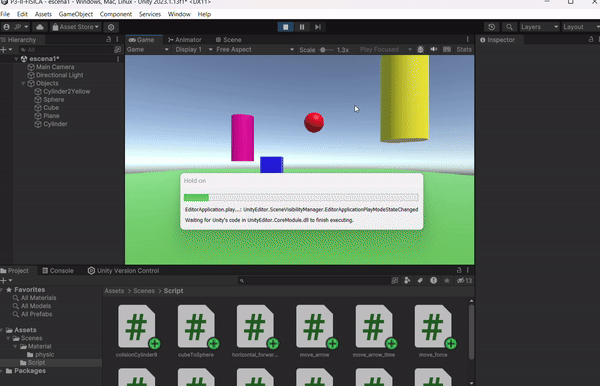 P3-II-FISICA - escena1 - Windows, Mac, Linux - Unity 2023.1.13f1* <DX11>
Edit Assets GameObject Component Services Window Help
JP Asset Store Layers Layout
Hierarchy Game Animator Scene Inspector
All Game Display 1 Free Aspect Scale 1.3x Play Focused Stats
escena1*
Main Camera
Directional Light
Objects
Cylinder2Yellow
Sphere
Cube
Plane
Cylinder
Hold on
EditorApplication.play...: UnityEditor.SceneVisibilityManager.EditorApplicationPlayModeStateChanged
Waiting for Unity's code in UnityEditor.CoreModule.dll to finish executing.
Project Console Unity Version Control
13
Favorites
All Materials
All Models
All Prefabs
Assets
Scenes
Material
physic
Script
Packages
Assets > Scenes > Script
collsionCylinder9 cubeToSphere horizontal_forwar... move_arrow move_arrow_time move_force